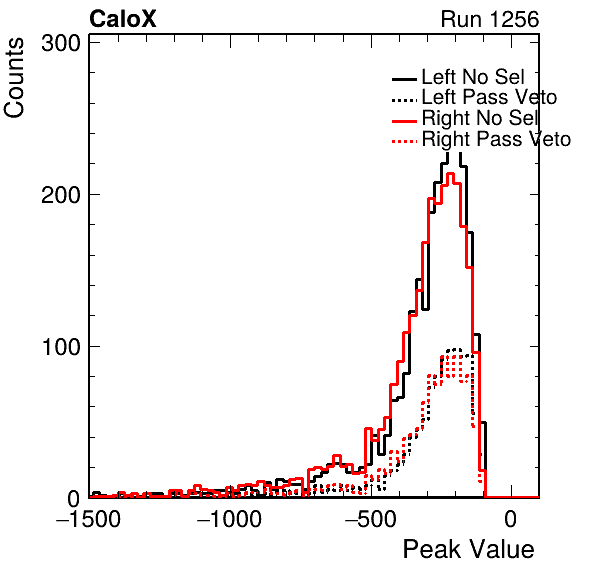 CaloX Run 1256
Counts
300
200
100
0
Left No Sel
Left Pass Veto
Right No Sel
Right Pass Veto
−1500 −1000 −500 0
Peak Value